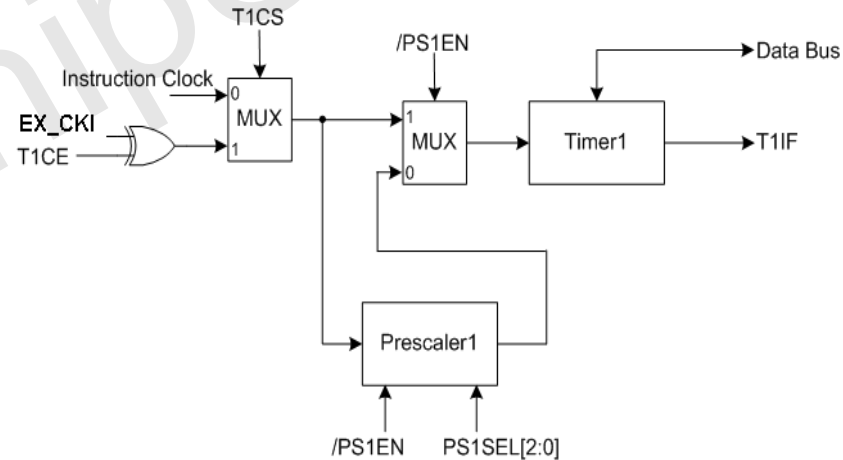 T1CS
/PS1EN
Data Bus
Instruction Clock
0
MUX
EX_CKI
T1CE
1
1
MUX
0
Timer1
T1IF
Prescaler1
/PS1EN
PS1SEL[2:0]